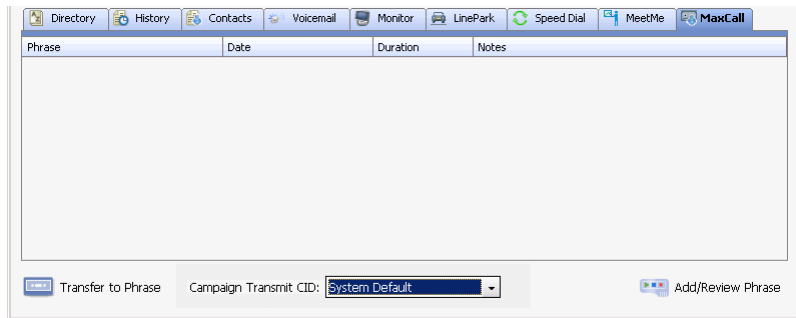 Directory History Contacts Voicemail Monitor LinePark Speed Dial MeetMe MaxCall
Phrase Date Duration Notes
Transfer to Phrase Campaign Transmit CID: System Default Add/Review Phrase